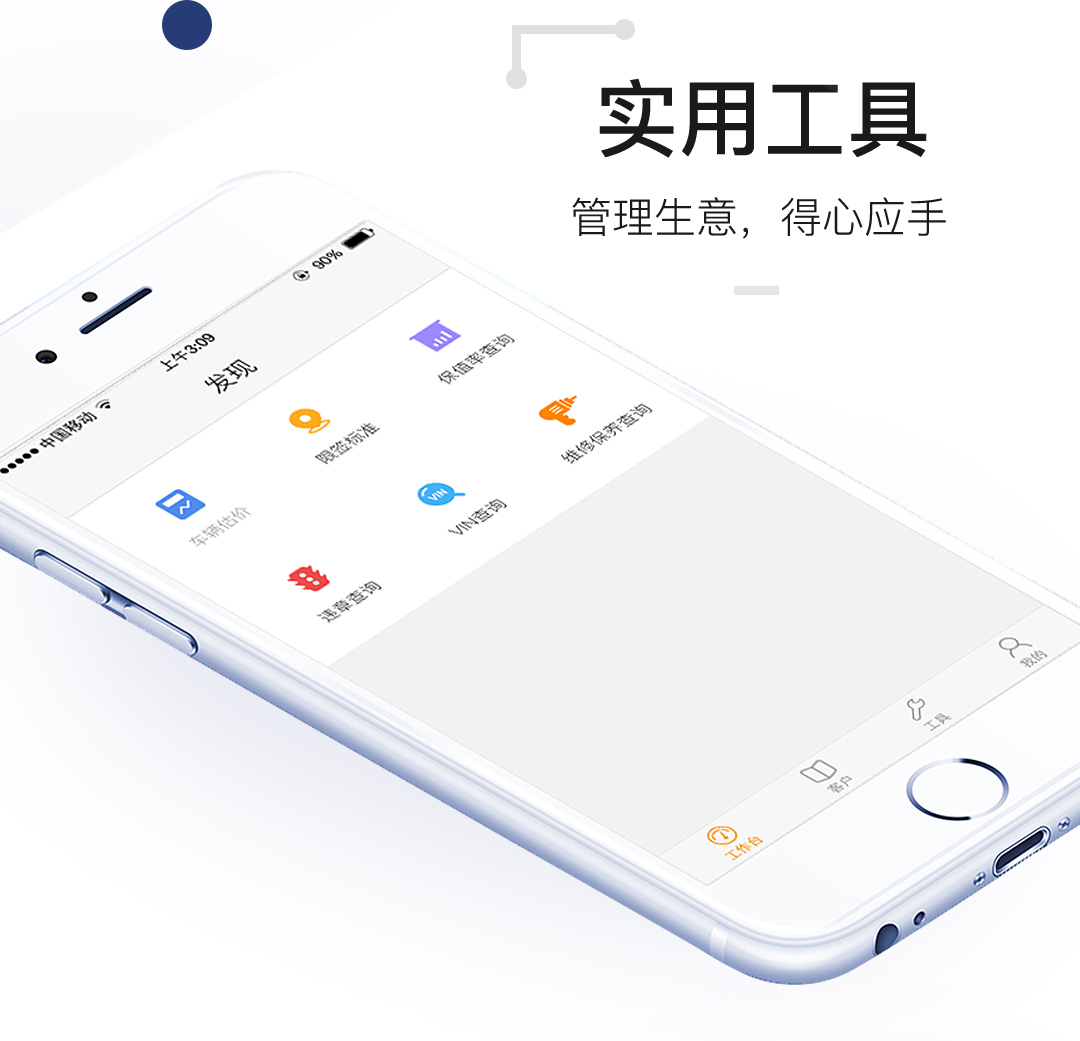 实用工具
管理生意，得心应手
中国移动
上午3:09
90%
发现
车辆估价
限签标准
保值率查询
违章查询
VIN
VIN查询
维修保养查询
工作台
客户
工具
我的